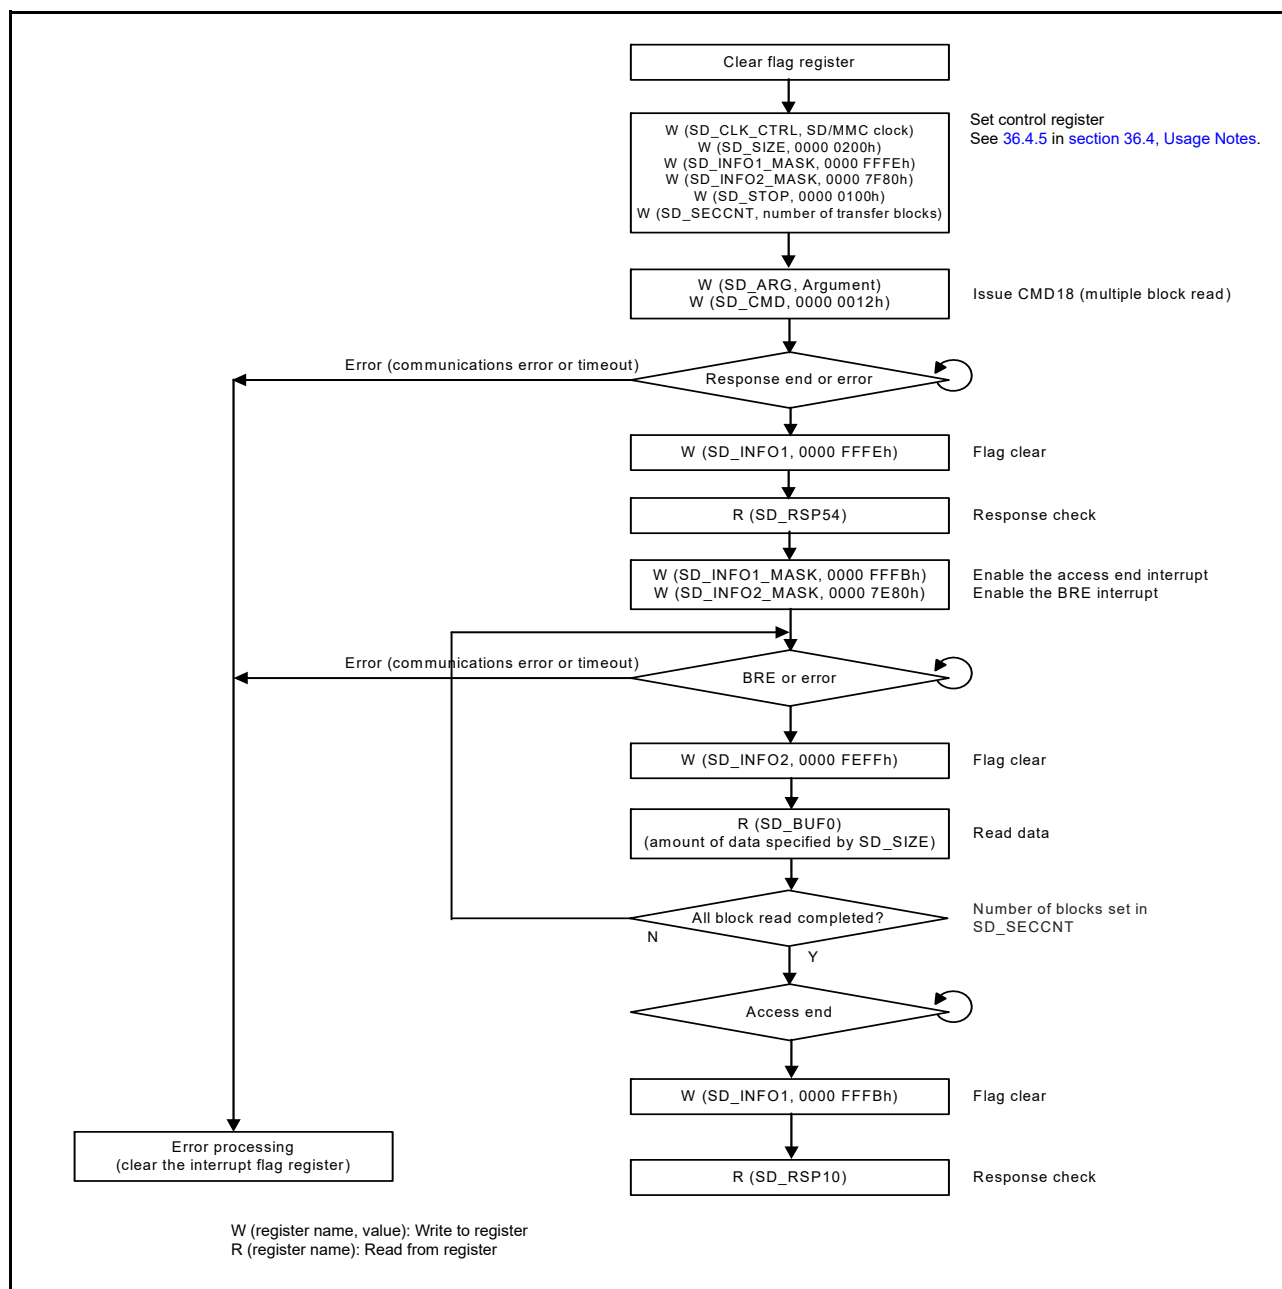 Clear flag register
W (SD_CLK_CTRL, SD/MMC clock)
W (SD_SIZE, 0000 0200h)
W (SD_INFO1_MASK, 0000 FFFEh)
W (SD_INFO2_MASK, 0000 7F80h)
W (SD_STOP, 0000 0100h)
W (SD_SECCNT, number of transfer blocks)
Set control register
See 36.4.5 in section 36.4, Usage Notes.
W (SD_ARG, Argument)
W (SD_CMD, 0000 0012h)
Issue CMD18 (multiple block read)
Error (communications error or timeout)
Response end or error
W (SD_INFO1, 0000 FFFEh)
Flag clear
R (SD_RSP54)
Response check
W (SD_INFO1_MASK, 0000 FFFBh)
W (SD_INFO2_MASK, 0000 7E80h)
Enable the access end interrupt
Enable the BRE interrupt
Error (communications error or timeout)
BRE or error
W (SD_INFO2, 0000 FEFFh)
Flag clear
R (SD_BUF0)
(amount of data specified by SD_SIZE)
Read data
All block read completed?
Number of blocks set in
SD_SECCNT
N
Y
Access end
W (SD_INFO1, 0000 FFFBh)
Flag clear
Error processing
(clear the interrupt flag register)
R (SD_RSP10)
Response check
W (register name, value): Write to register
R (register name): Read from register